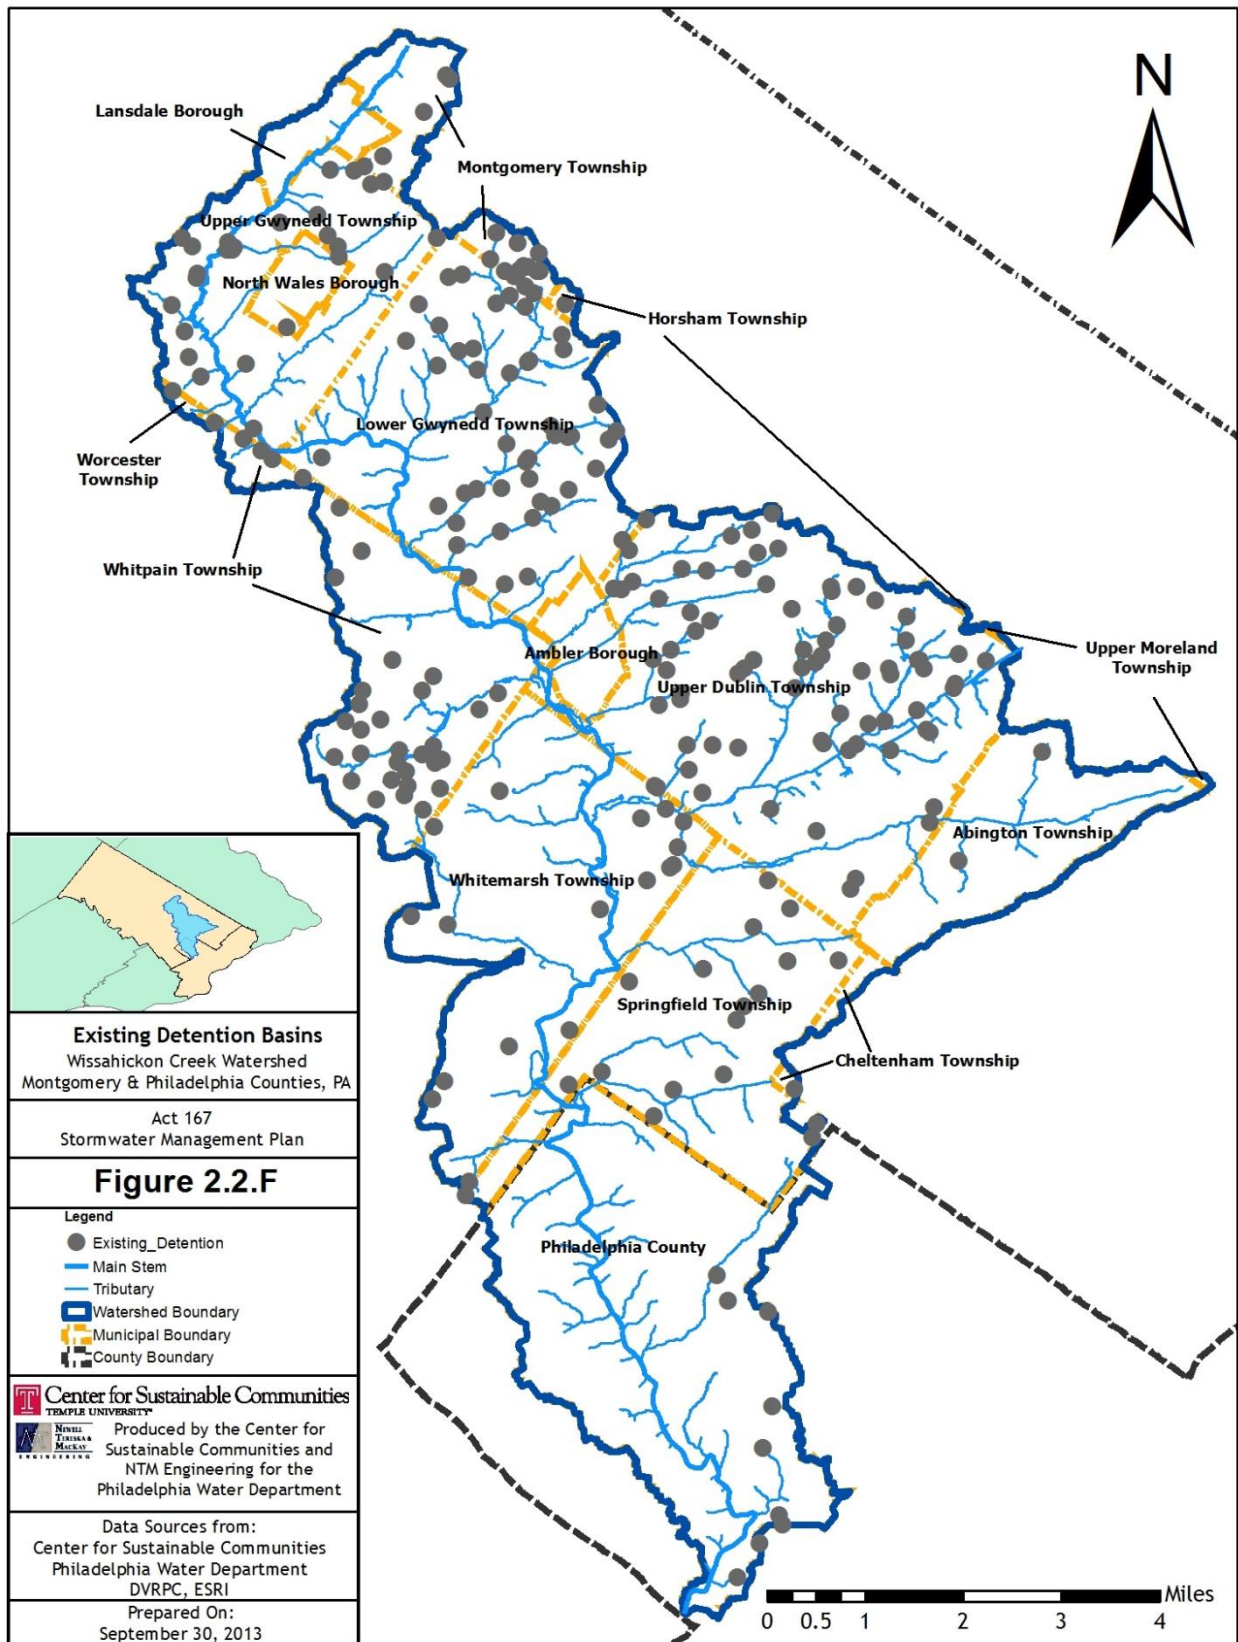 N
Lansdale Borough
Montgomery Township
Upper Gwynedd Township
North Wales Borough
Horsham Township
Lower Gwynedd Township
Worcester
Township
Whitpain Township
Ambler Borough
Upper Moreland
Township
Upper Dublin Township
Abington Township
Whitemarsh Township
Springfield Township
Cheltenham Township
Philadelphia County
Existing Detention Basins
Wissahickon Creek Watershed
Montgomery & Philadelphia Counties, PA
Act 167
Stormwater Management Plan
Figure 2.2.F
Legend
Existing_Detention
Main Stem
Tributary
Watershed Boundary
Municipal Boundary
County Boundary
T Center for Sustainable Communities
TEMPLE UNIVERSITY®
NEWELL
TERESKA &
MACKAY
ENGINEERING
Produced by the Center for
Sustainable Communities and
NTM Engineering for the
Philadelphia Water Department
Data Sources from:
Center for Sustainable Communities
Philadelphia Water Department
DVRPC, ESRI
Prepared On:
September 30, 2013
Miles
0 0.5 1 2 3 4